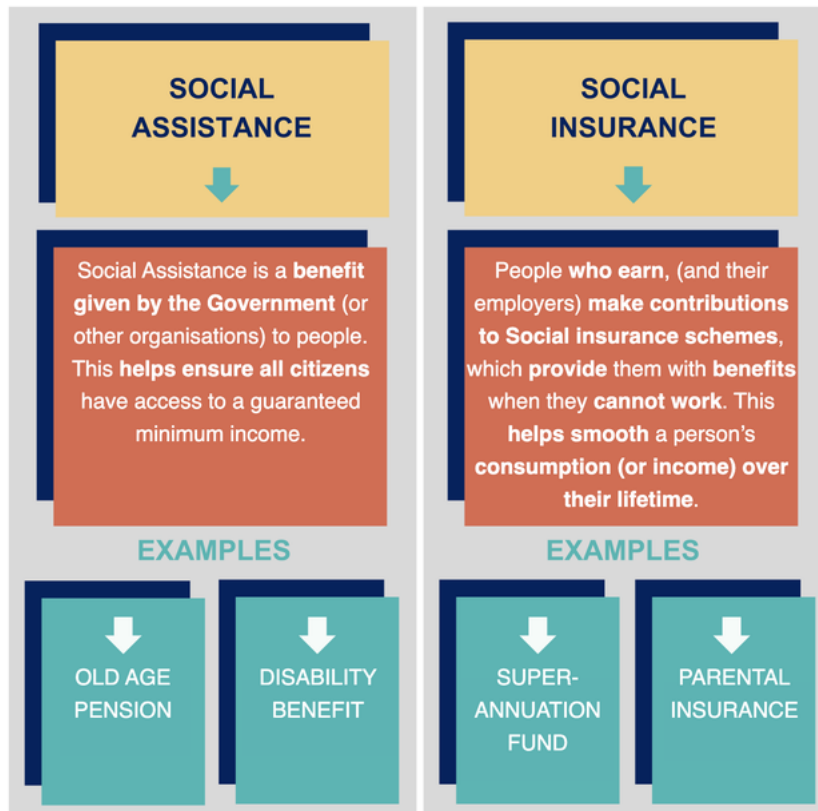 SOCIAL
ASSISTANCE
Social Assistance is a benefit
given by the Government (or
other organisations) to people.
This helps ensure all citizens
have access to a guaranteed
minimum income.
EXAMPLES
OLD AGE
PENSION
DISABILITY
BENEFIT
SOCIAL
INSURANCE
People who earn, (and their
employers) make contributions
to Social insurance schemes,
which provide them with benefits
when they cannot work. This
helps smooth a person's
consumption (or income) over
their lifetime.
EXAMPLES
SUPER-
ANNUATION
FUND
PARENTAL
INSURANCE